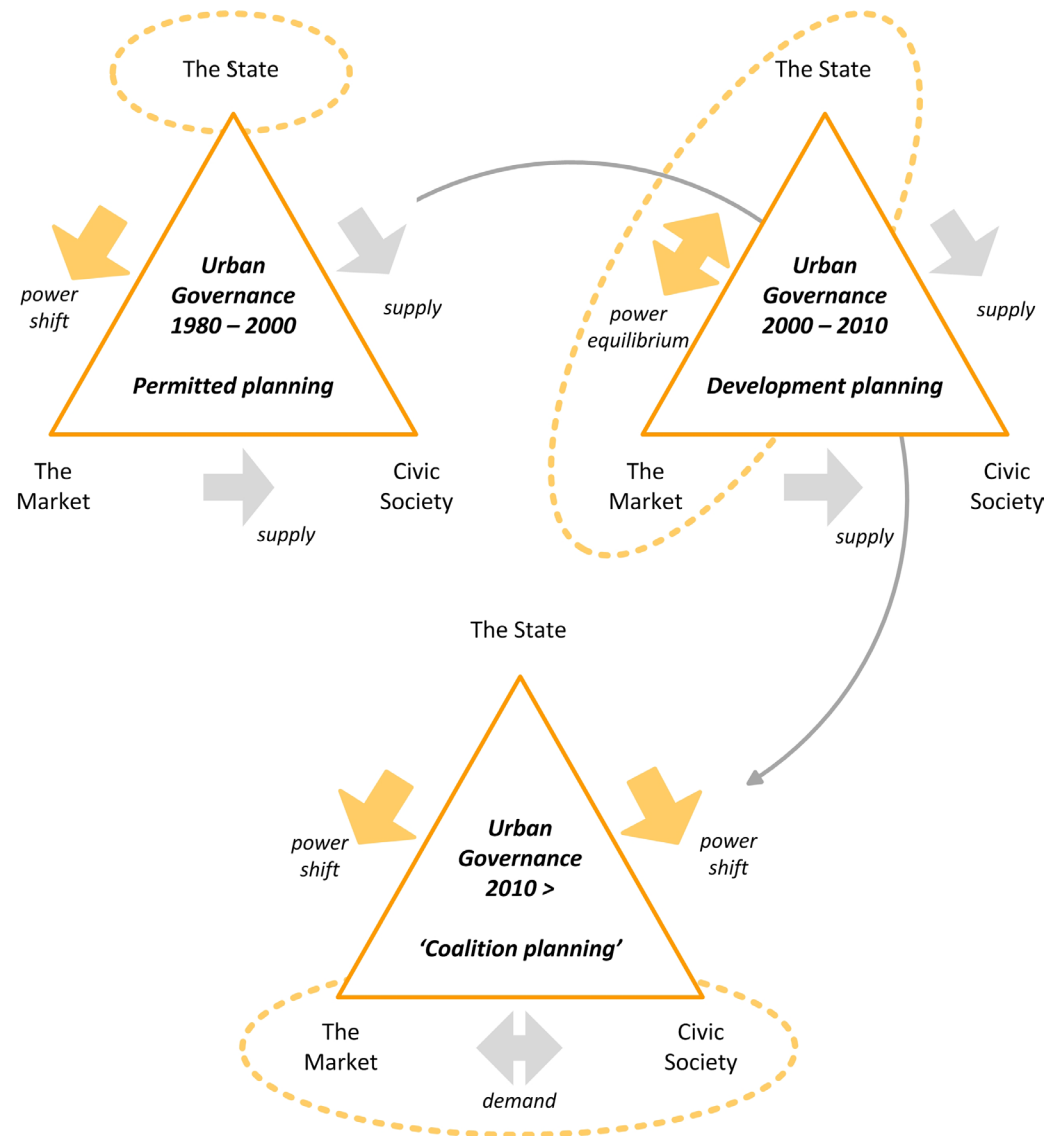 The State
power
shift
Urban
Governance
1980 – 2000
Permitted planning
supply
The
Market
supply
Civic
Society
The State
power
equilibrium
Urban
Governance
2000 – 2010
Development planning
supply
The
Market
supply
Civic
Society
The State
power
shift
Urban
Governance
2010 >
‘Coalition planning’
power
shift
The
Market
demand
Civic
Society